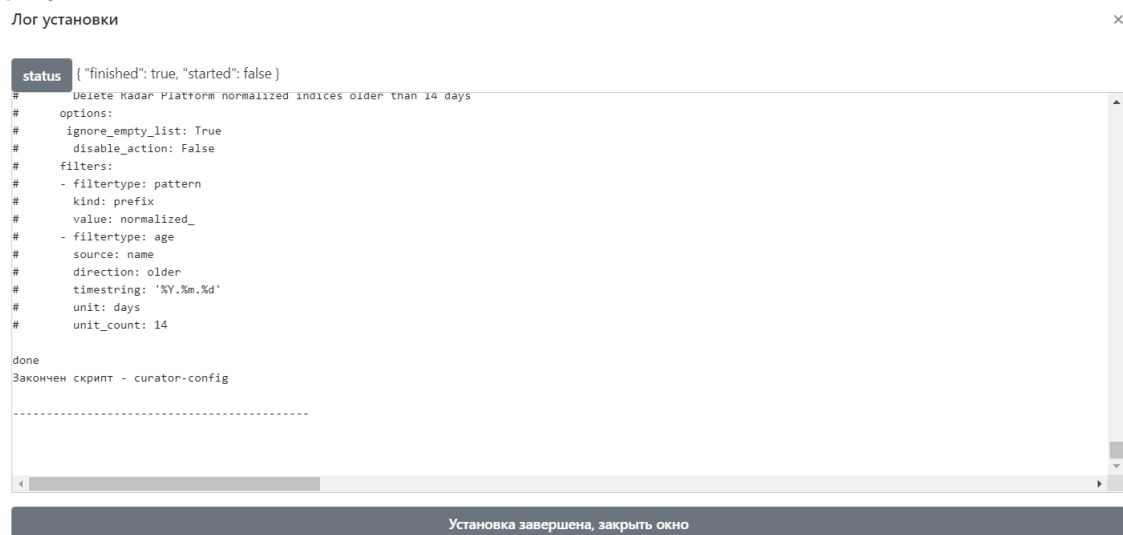 Лог установки
×
status { "finished": true, "started": false }
#        Delete Radar Platform normalized indices older than 14 days
#      options:
#       ignore_empty_list: True
#        disable_action: False
#      filters:
#      - filtertype: pattern
#        kind: prefix
#        value: normalized_
#      - filtertype: age
#        source: name
#        direction: older
#        timestring: '%Y.%m.%d'
#        unit: days
#        unit_count: 14
done
Закончен скрипт - curator-config
--------------------------------------------
Установка завершена, закрыть окно